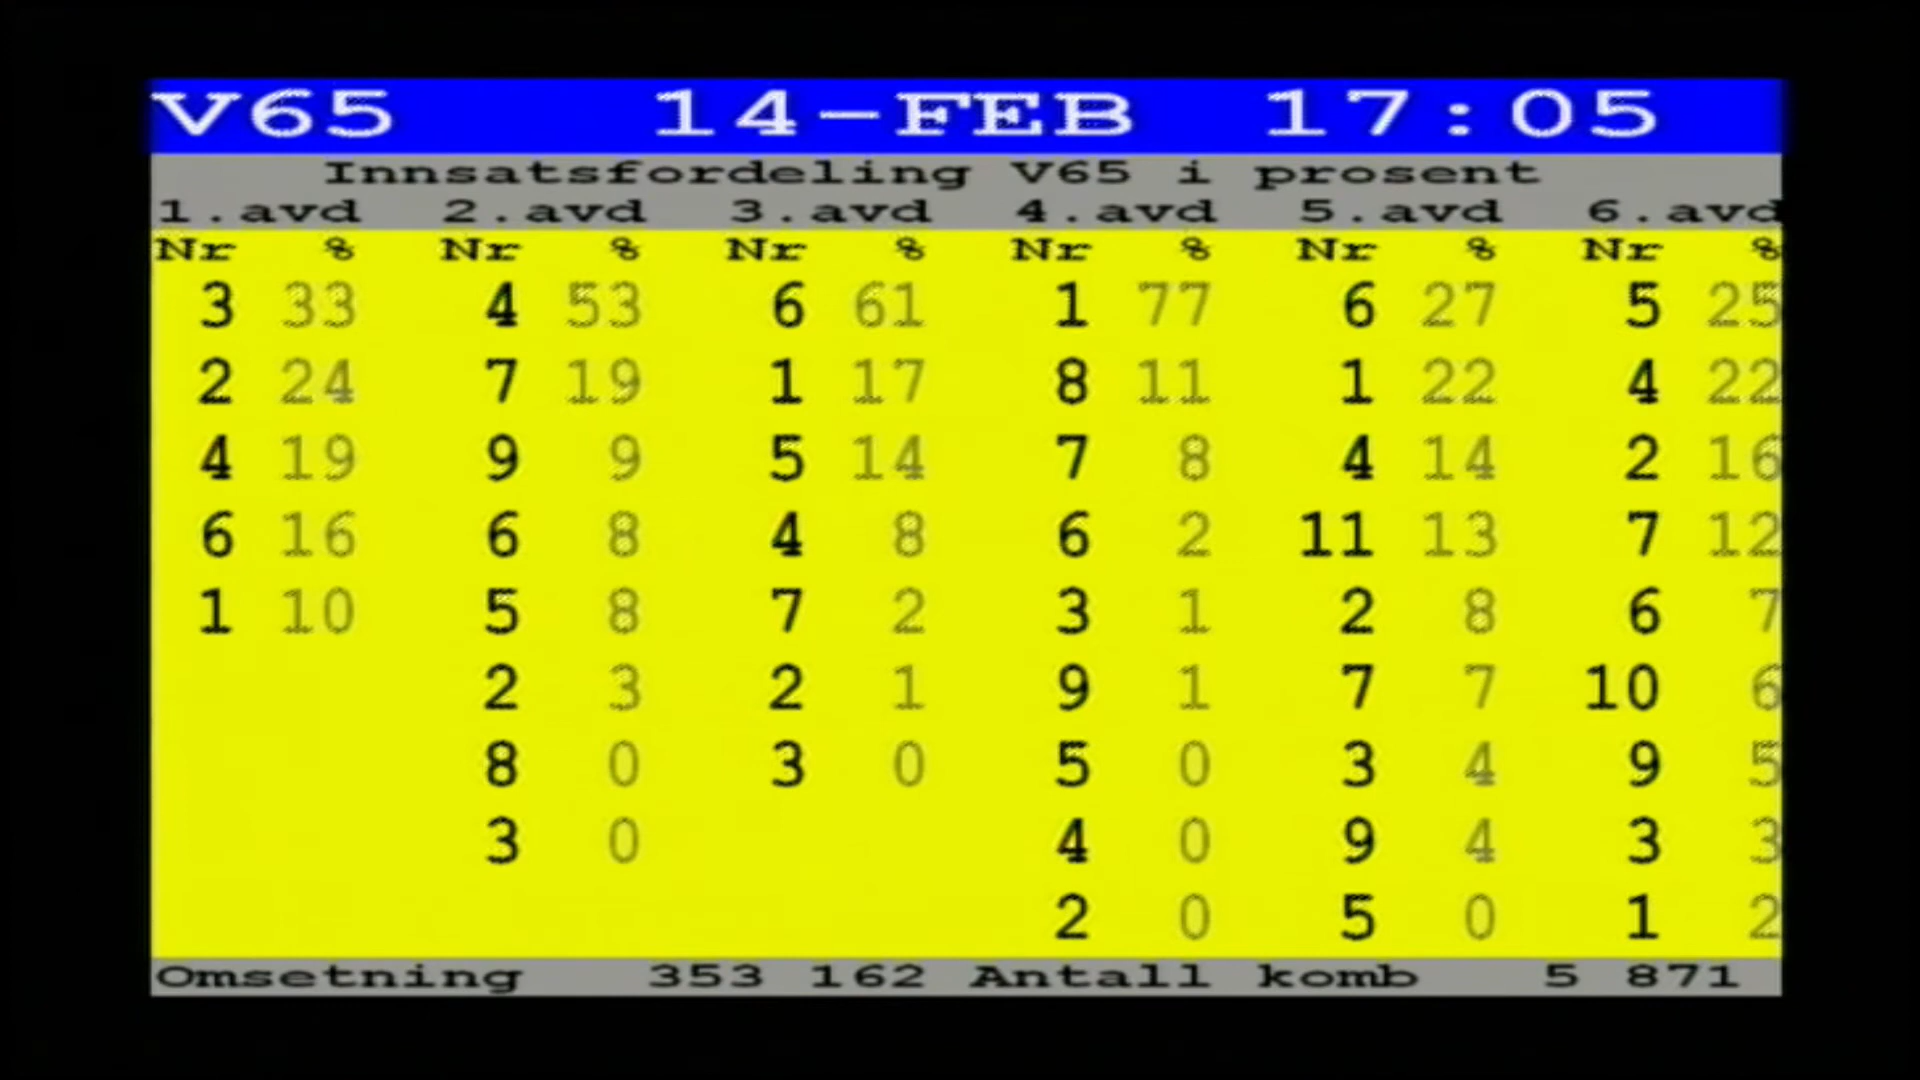 V65 14-FEB 17:05
Innsatsfordeling V65 i prosent
1.avd 2.avd 3.avd 4.avd 5.avd 6.avd
Nr % Nr % Nr % Nr % Nr % Nr %
3 33 4 53 6 61 1 77 6 27 5 25
2 24 7 19 1 17 8 11 1 22 4 22
4 19 9 9 5 14 7 8 4 14 2 16
6 16 6 8 4 8 6 2 11 13 7 12
1 10 5 8 7 2 3 1 2 8 6 7
2 3 2 1 9 1 7 7 10 6
8 0 3 0 5 0 3 4 9 5
3 0 4 0 9 4 3 3
2 0 5 0 1 2
Omsetning 353 162 Antall komb 5 871